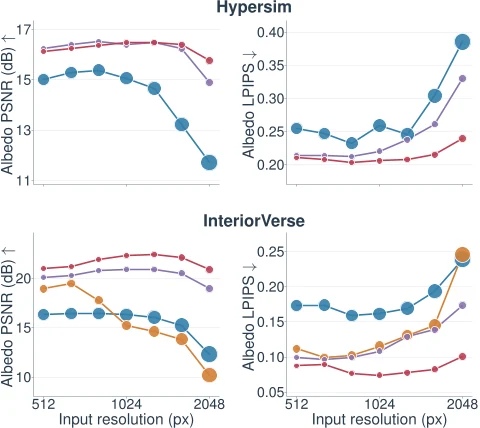 Hypersim
Albedo PSNR (dB) ↑
17
15
13
11
Albedo LPIPS ↓
0.40
0.35
0.30
0.25
0.20
InteriorVerse
Albedo PSNR (dB) ↑
20
15
10
512
1024
2048
Input resolution (px)
Albedo LPIPS ↓
0.25
0.20
0.15
0.10
0.05
512
1024
2048
Input resolution (px)